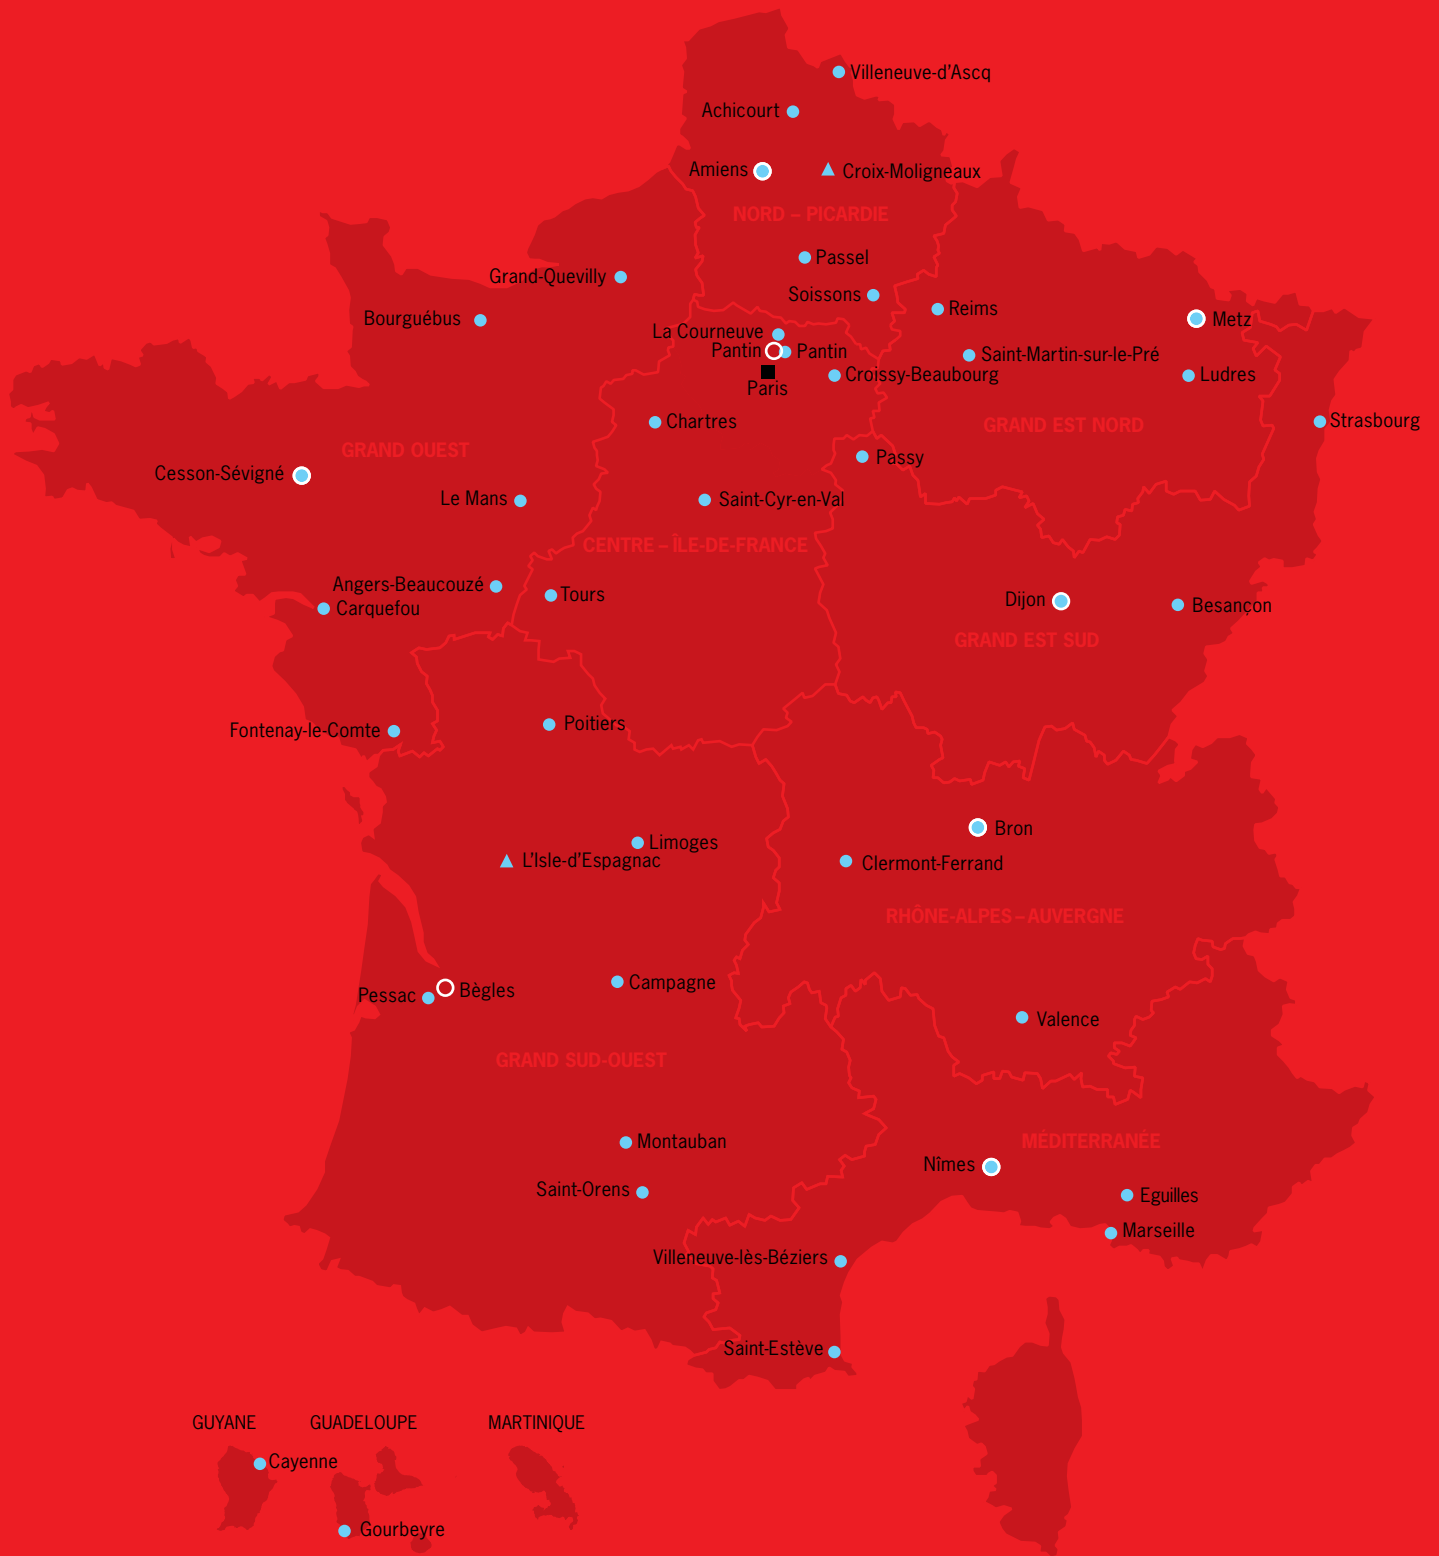 Villeneuve-d'Ascq
Achicourt
Amiens
Croix-Moligneaux
NORD – PICARDIE
Passel
Grand-Quevilly
Soissons
Reims
Bourguébus
Metz
La Courneuve
Pantin
Pantin
Saint-Martin-sur-le-Pré
Croissy-Beaubourg
Ludres
Paris
Chartres
GRAND EST NORD
Strasbourg
GRAND OUEST
Passy
Cesson-Sévigné
Le Mans
Saint-Cyr-en-Val
CENTRE – ÎLE-DE-FRANCE
Angers-Beaucouzé
Tours
Dijon
Besançon
Carquefou
GRAND EST SUD
Poitiers
Fontenay-le-Comte
Bron
Limoges
L'Isle-d'Espagnac
Clermont-Ferrand
RHÔNE-ALPES – AUVERGNE
Campagne
Bègles
Pessac
Valence
GRAND SUD-OUEST
Montauban
MÉDITERRANÉE
Nîmes
Saint-Orens
Eguilles
Marseille
Villeneuve-lès-Béziers
Saint-Estève
GUYANE
GUADELOUPE
MARTINIQUE
Cayenne
Gourbeyre